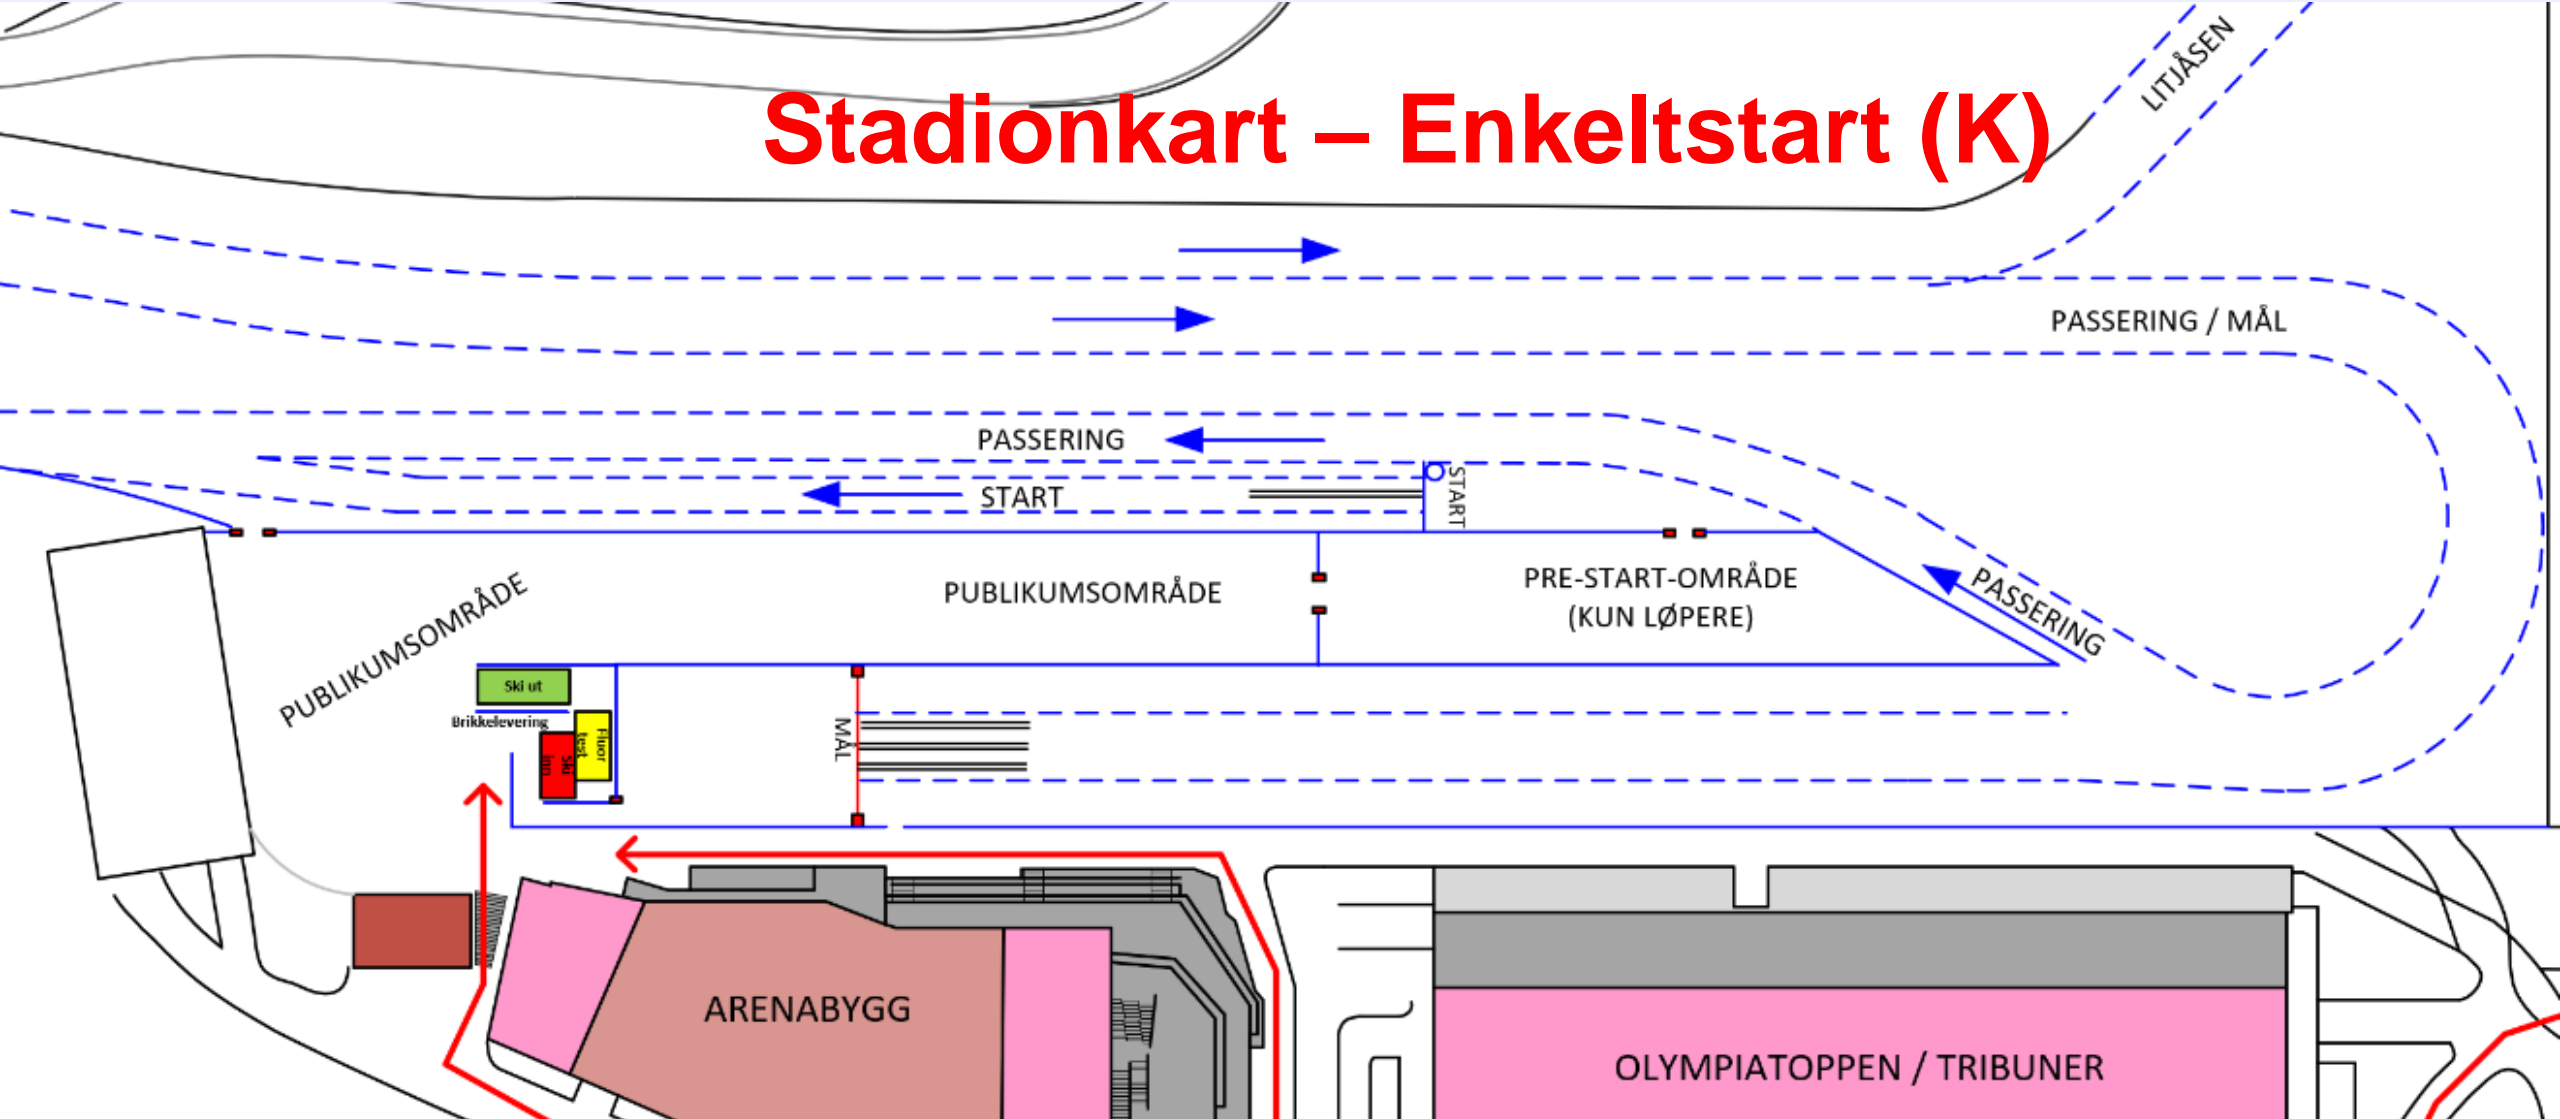 LITJÅSEN
Stadionkart – Enkeltstart (K)
PASSERING / MÅL
PASSERING
START
START
PUBLIKUMSOMRÅDE
PUBLIKUMSOMRÅDE
PRE-START-OMRÅDE
(KUN LØPERE)
PASSERING
Ski ut
Brikkelevering
Fluor
test
Ski
inn
MÅL
ARENABYGG
OLYMPIATOPPEN / TRIBUNER